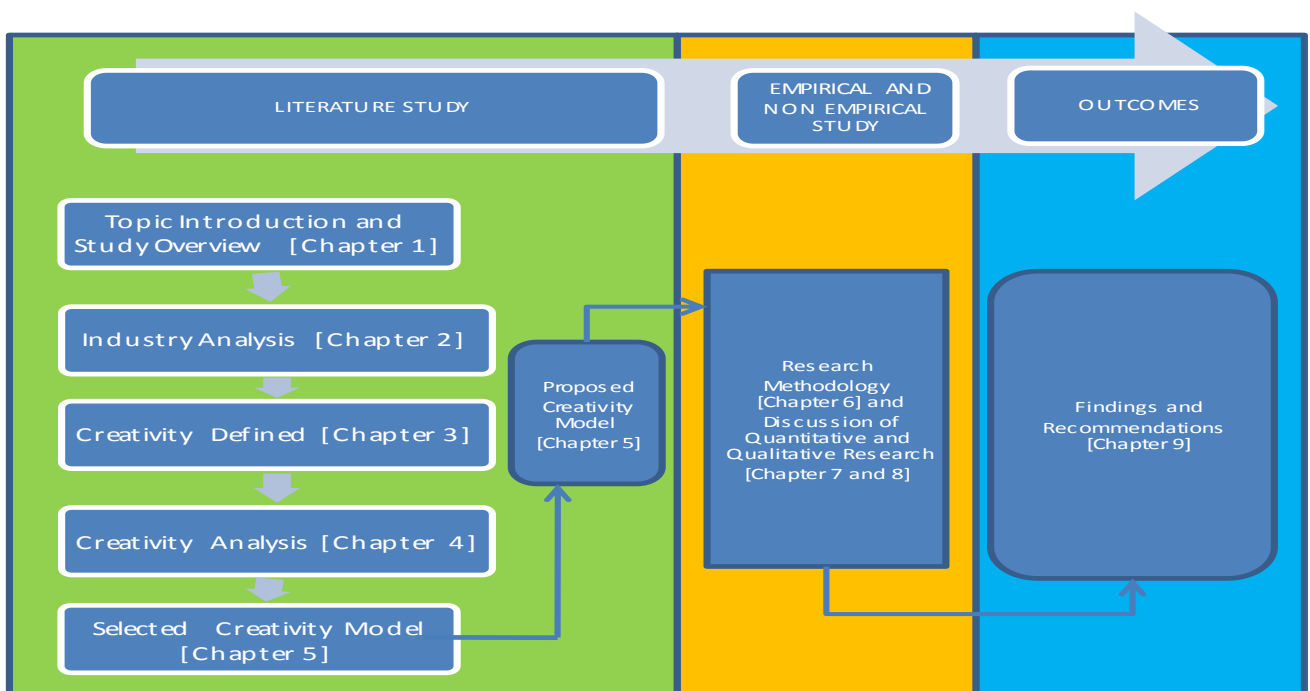 LITERATURE STUDY
EMPIRICAL AND
NON EMPIRICAL
STUDY
OUTCOMES
Topic Introduction and
Study Overview [Chapter 1]
Industry Analysis [Chapter 2]
Creativity Defined [Chapter 3]
Creativity Analysis [Chapter 4]
Selected Creativity Model
[Chapter 5]
Proposed
Creativity
Model
[Chapter 5]
Research
Methodology
[Chapter 6] and
Discussion of
Quantitative and
Qualitative Research
[Chapter 7 and 8]
Findings and
Recommendations
[Chapter 9]